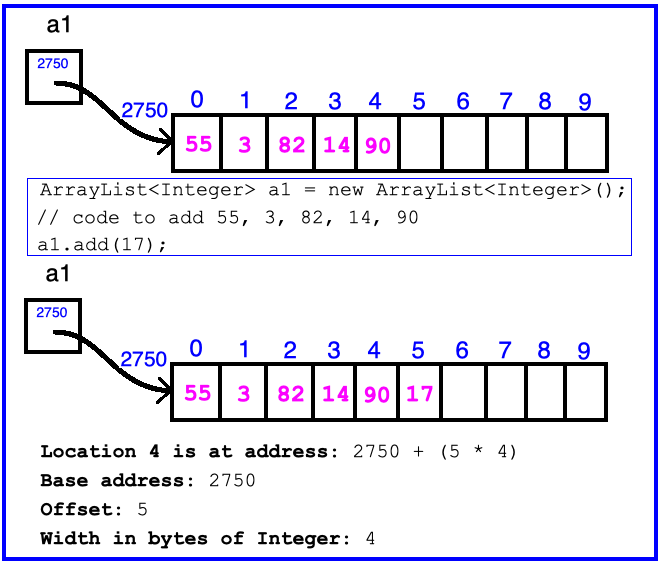 a1
2750
2750
0 1 2 3 4 5 6 7 8 9
55 3 82 14 90
ArrayList<Integer> a1 = new ArrayList<Integer>();
// code to add 55, 3, 82, 14, 90
a1.add(17);
a1
2750
2750
0 1 2 3 4 5 6 7 8 9
55 3 82 14 90 17
Location 4 is at address: 2750 + (5 * 4)
Base address: 2750
Offset: 5
Width in bytes of Integer: 4